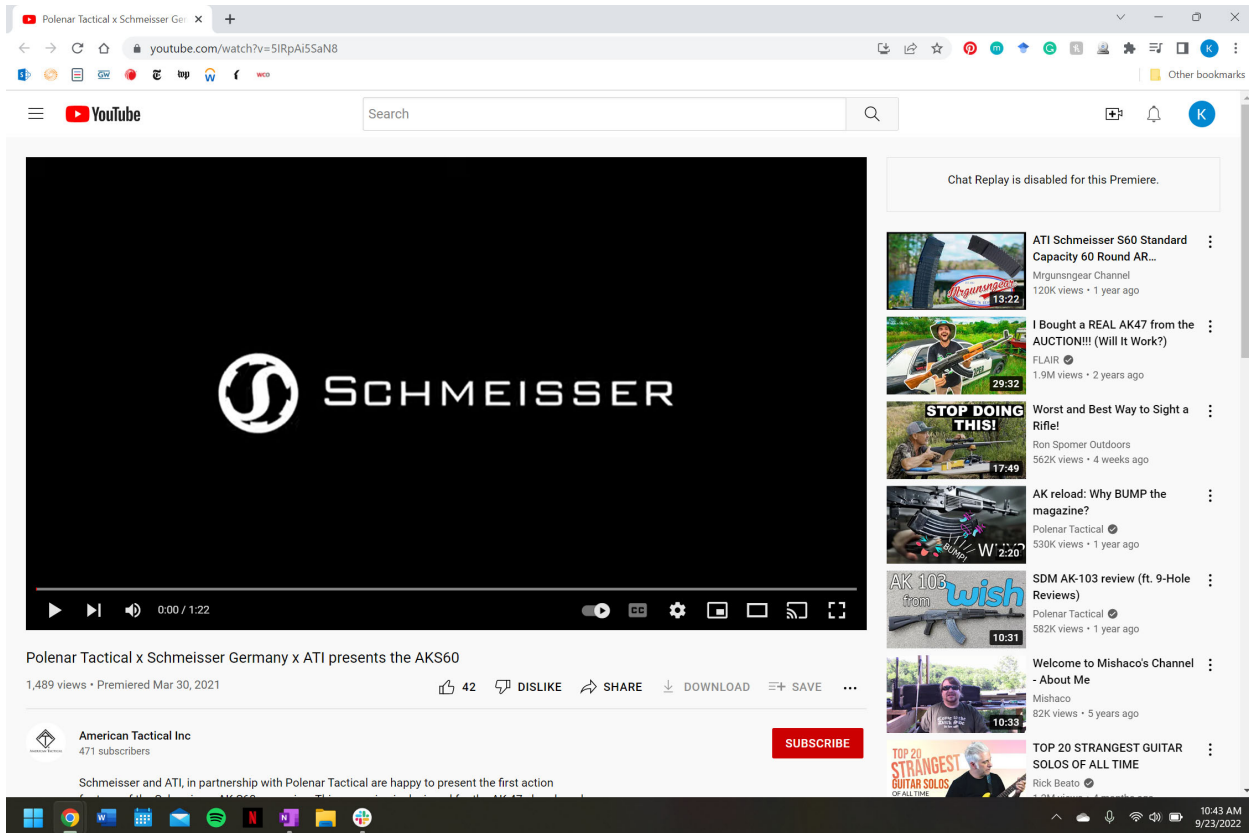 Polenar Tactical x Schmeisser Ger
youtube.com/watch?v=5IRpAi5SaN8
K
GW
wp
wco
Other bookmarks
YouTube
Search
K
SCHMEISSER
0:00 / 1:22
CC
Polenar Tactical x Schmeisser Germany x ATI presents the AKS60
1,489 views • Premiered Mar 30, 2021
42 DISLIKE SHARE DOWNLOAD SAVE
American Tactical Inc
471 subscribers
SUBSCRIBE
Schmeisser and ATI, in partnership with Polenar Tactical are happy to present the first action
Chat Replay is disabled for this Premiere.
Mrgunsngear
13:22
ATI Schmeisser S60 Standard
Capacity 60 Round AR...
Mrgunsngear Channel
120K views • 1 year ago
29:32
I Bought a REAL AK47 from the
AUCTION!!! (Will It Work?)
FLAIR
1.9M views • 2 years ago
STOP DOING
THIS!
17:49
Worst and Best Way to Sight a
Rifle!
Ron Spomer Outdoors
562K views • 4 weeks ago
BUMP!
2:20
AK reload: Why BUMP the
magazine?
Polenar Tactical
530K views • 1 year ago
AK 103
from wish
10:31
SDM AK-103 review (ft. 9-Hole
Reviews)
Polenar Tactical
582K views • 1 year ago
10:33
Welcome to Mishaco's Channel
- About Me
Mishaco
82K views • 5 years ago
TOP 20
STRANGEST
GUITAR SOLOS
OF ALL TIME
TOP 20 STRANGEST GUITAR
SOLOS OF ALL TIME
Rick Beato
10:43 AM
9/23/2022